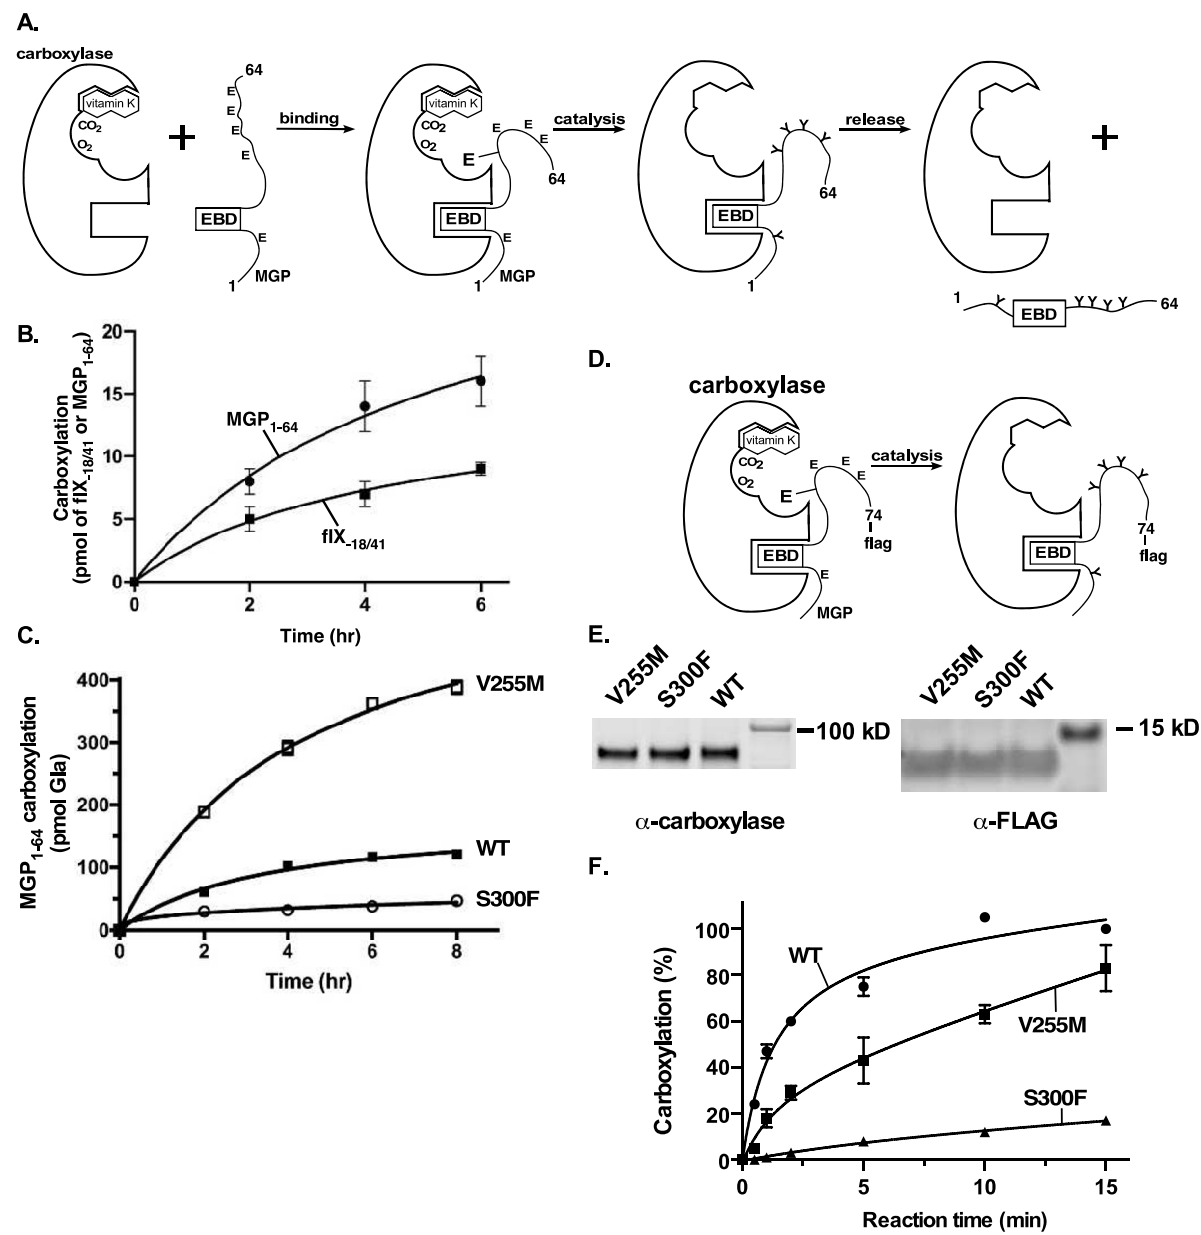 A.
carboxylase
vitamin K
CO2
O2
+
64
E
E
E
E
EBD
E
1
MGP
binding
vitamin K
CO2
O2
E
E
E
E
64
EBD
E
1
MGP
catalysis
Y
Y
Y
Y
64
EBD
Y
1
release
+
1
Y
EBD
Y Y Y Y
64
B.
Carboxylation
(pmol of fIX-18/41 or MGP1-64)
20
15
10
5
0
MGP1-64
fIX-18/41
0 2 4 6
Time (hr)
C.
MGP1-64 carboxylation
(pmol Gla)
400
300
200
100
0
V255M
WT
S300F
0 2 4 6 8
Time (hr)
D.
carboxylase
vitamin K
CO2
O2
E
E
E
E
74
flag
EBD
E
MGP
catalysis
Y
Y
Y
Y
74
flag
EBD
Y
E.
V255M
S300F
WT
100 kD
α-carboxylase
V255M
S300F
WT
15 kD
α-FLAG
F.
Carboxylation (%)
100
80
60
40
20
0
WT
V255M
S300F
0 5 10 15
Reaction time (min)